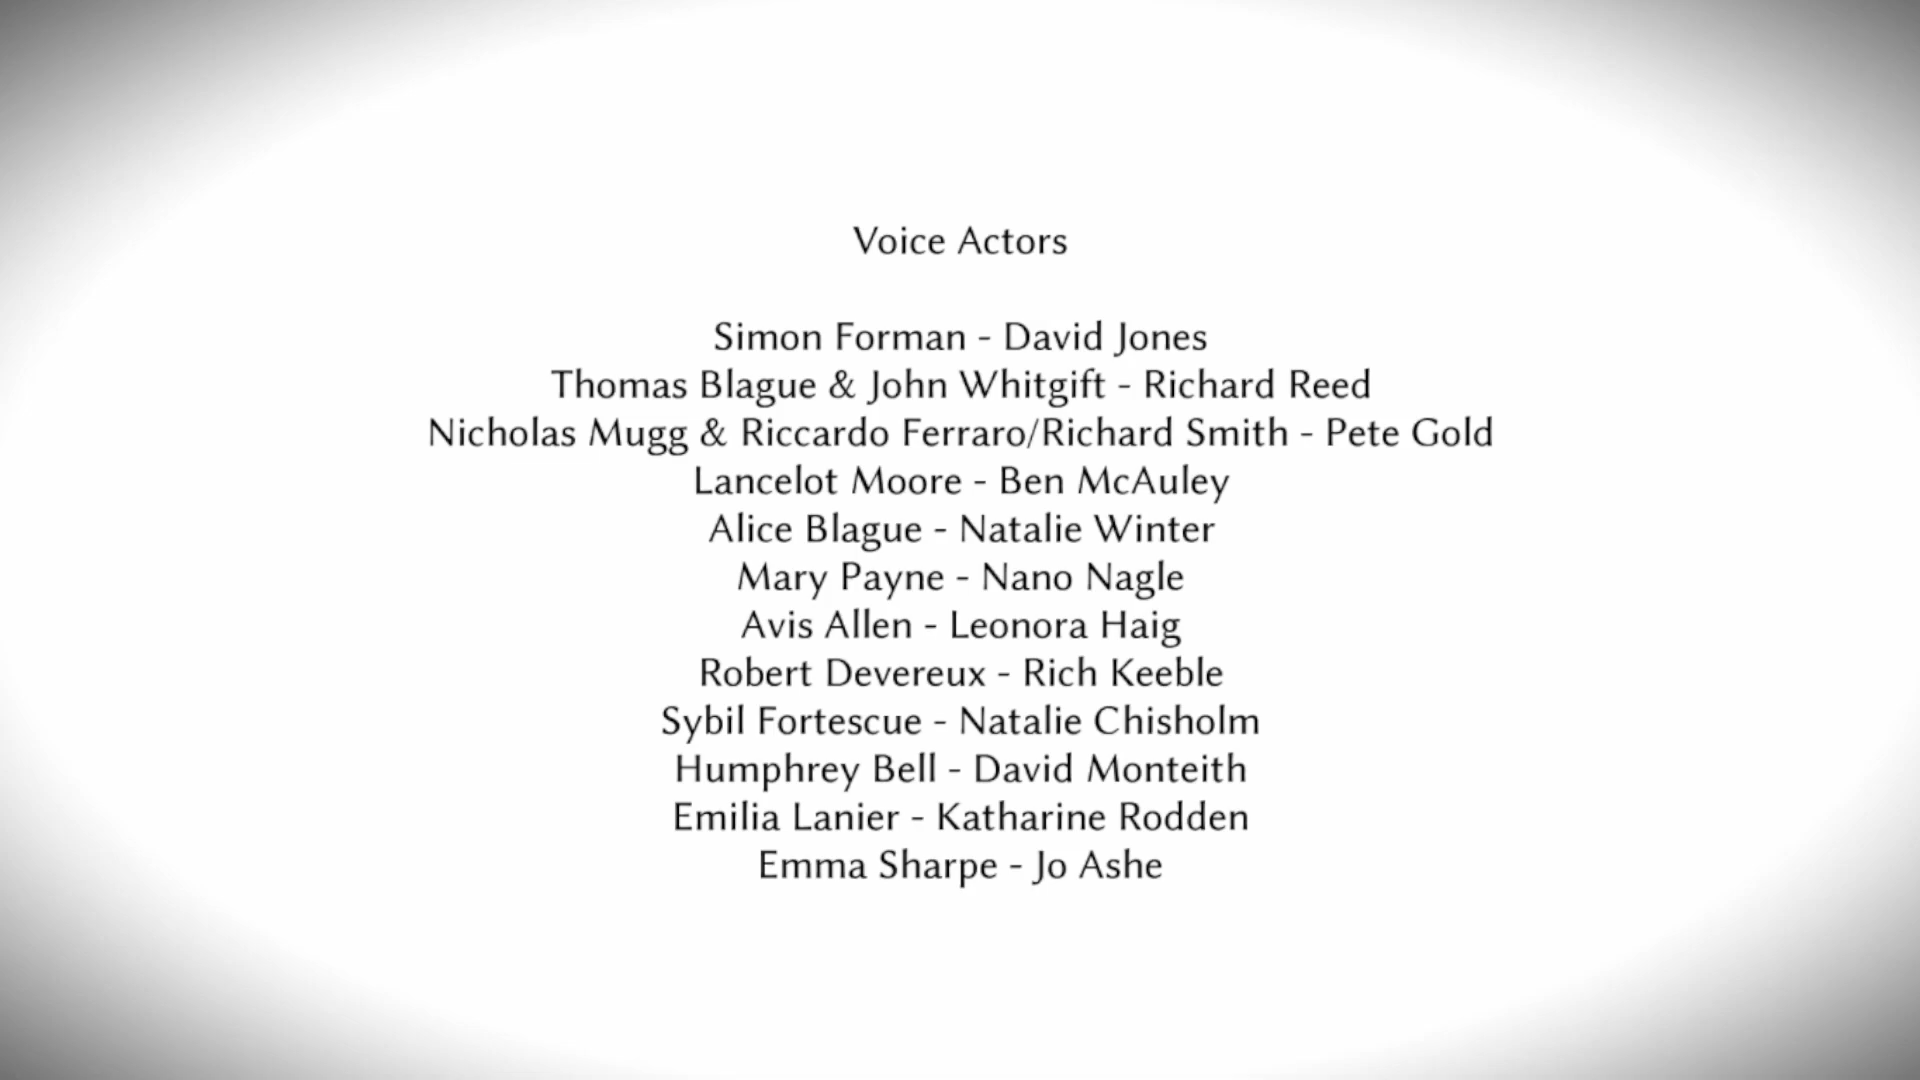 Voice Actors
Simon Forman - David Jones
Thomas Blague & John Whitgift - Richard Reed
Nicholas Mugg & Riccardo Ferraro/Richard Smith - Pete Gold
Lancelot Moore - Ben McAuley
Alice Blague - Natalie Winter
Mary Payne - Nano Nagle
Avis Allen - Leonora Haig
Robert Devereux - Rich Keeble
Sybil Fortescue - Natalie Chisholm
Humphrey Bell - David Monteith
Emilia Lanier - Katharine Rodden
Emma Sharpe - Jo Ashe